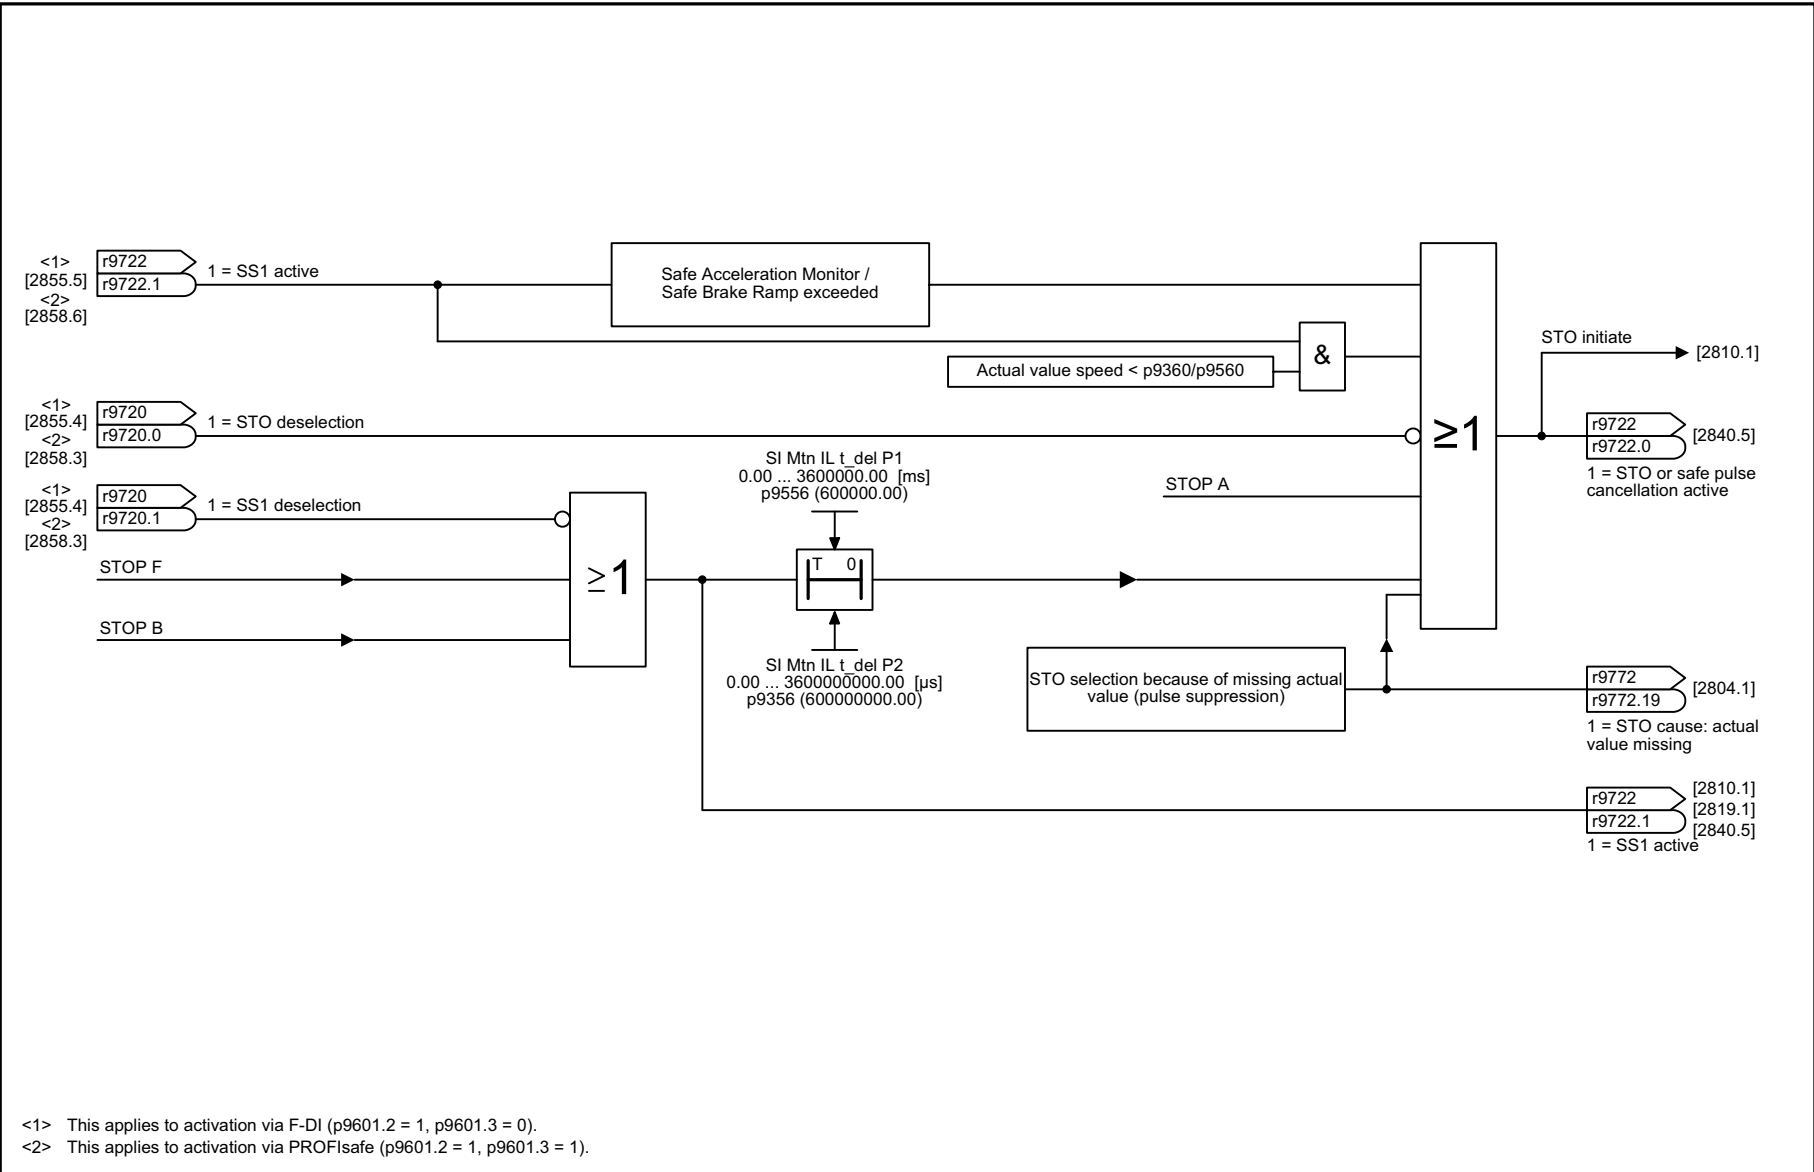 <1>
[2855.5]
<2>
[2858.6]
r9722
r9722.1
1 = SS1 active
Safe Acceleration Monitor /
Safe Brake Ramp exceeded
&
Actual value speed < p9360/p9560
STO initiate
[2810.1]
<1>
[2855.4]
<2>
[2858.3]
r9720
r9720.0
1 = STO deselection
≥1
r9722
r9722.0
[2840.5]
1 = STO or safe pulse
cancellation active
SI Mtn IL t_del P1
0.00 ... 3600000.00 [ms]
p9556 (600000.00)
STOP A
<1>
[2855.4]
<2>
[2858.3]
r9720
r9720.1
1 = SS1 deselection
STOP F
STOP B
≥1
T 0
SI Mtn IL t_del P2
0.00 ... 3600000000.00 [µs]
p9356 (600000000.00)
STO selection because of missing actual
value (pulse suppression)
r9772
r9772.19
[2804.1]
1 = STO cause: actual
value missing
r9722
r9722.1
[2810.1]
[2819.1]
[2840.5]
1 = SS1 active
<1> This applies to activation via F-DI (p9601.2 = 1, p9601.3 = 0).
<2> This applies to activation via PROFIsafe (p9601.2 = 1, p9601.3 = 1).